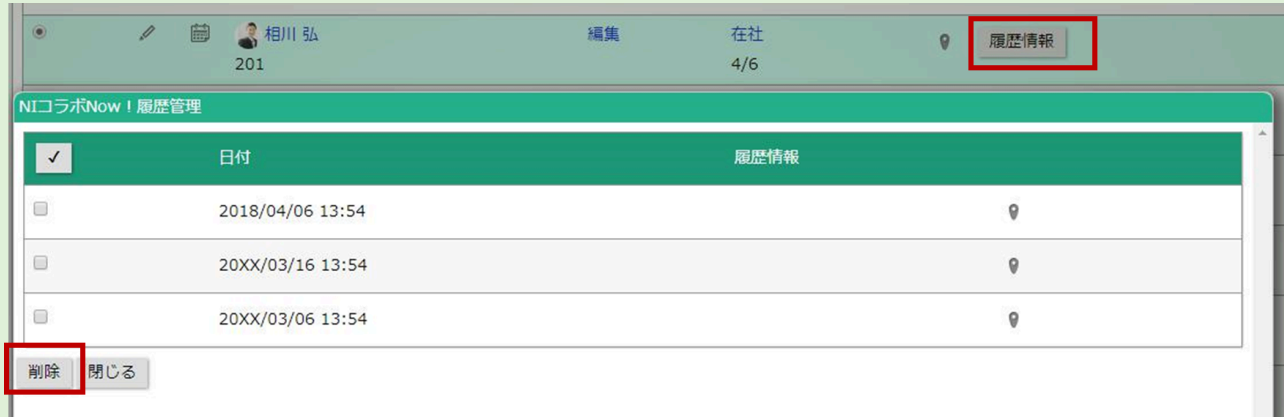 相川 弘 編集 在社 履歴情報
201 4/6
NIコラボNow！履歴管理
✓ 日付 履歴情報
2018/04/06 13:54
20XX/03/16 13:54
20XX/03/06 13:54
削除 閉じる